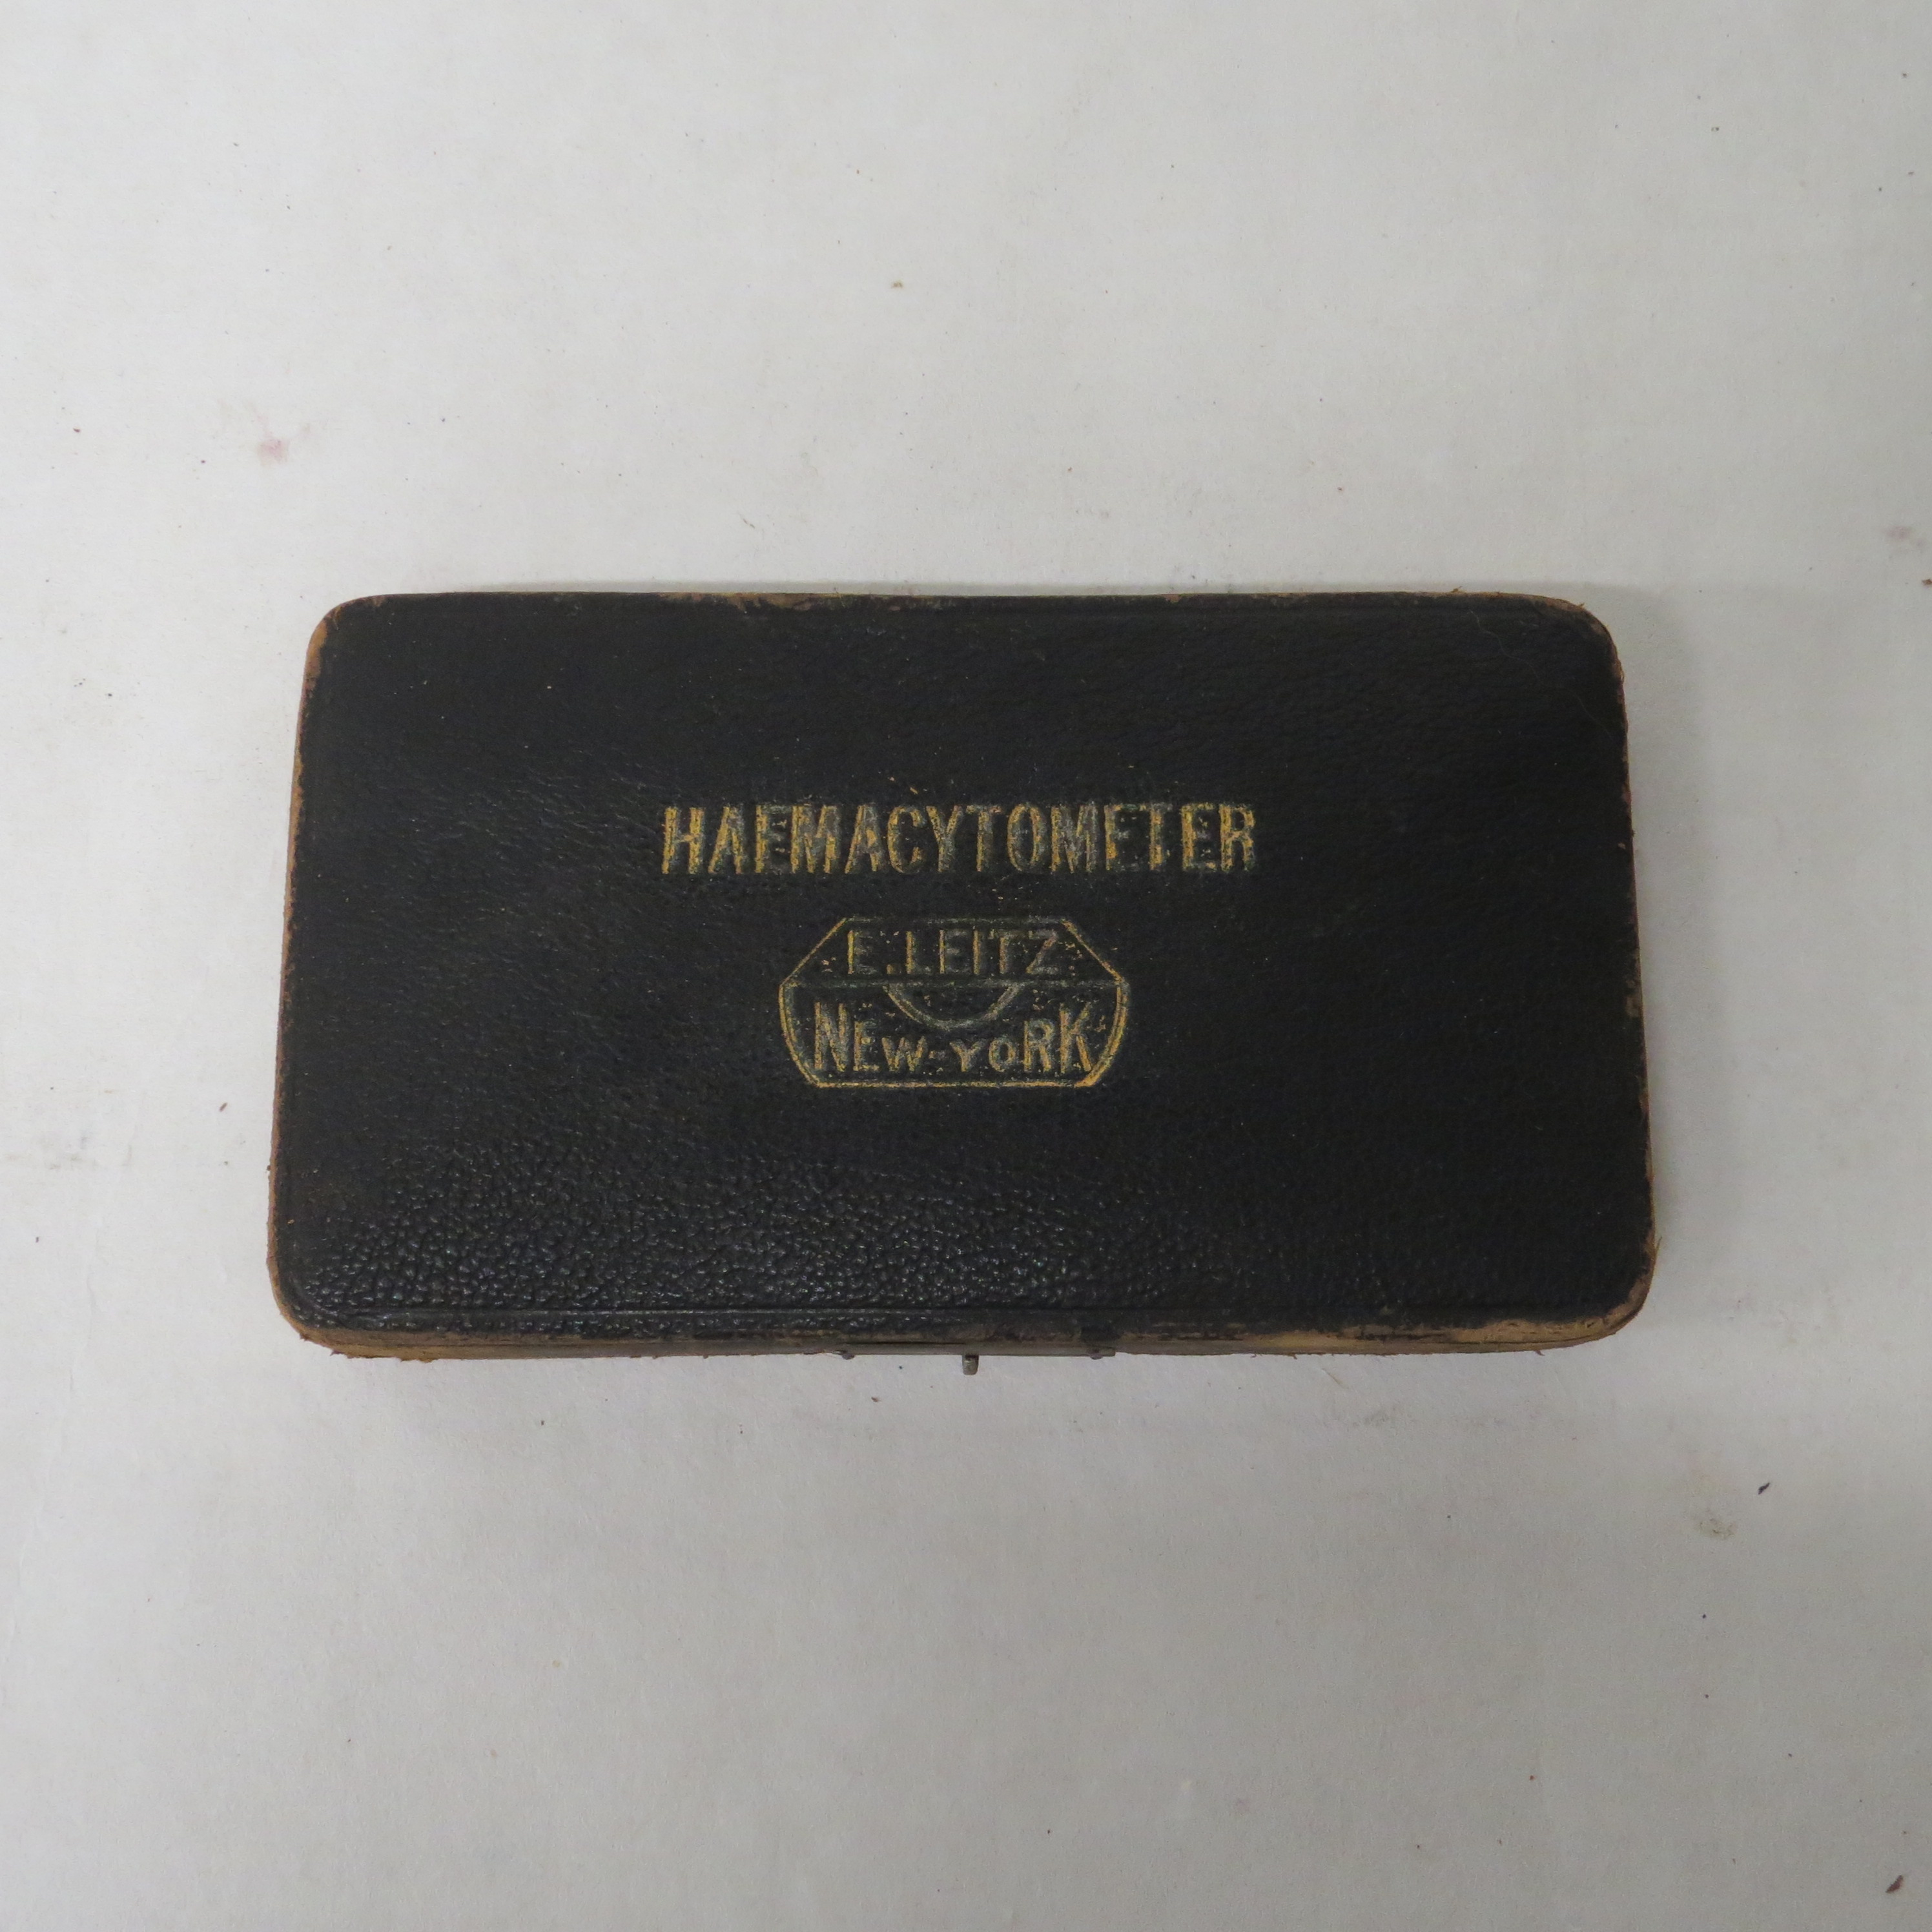 HAEMACYTOMETER
E. LEITZ
NEW-YORK